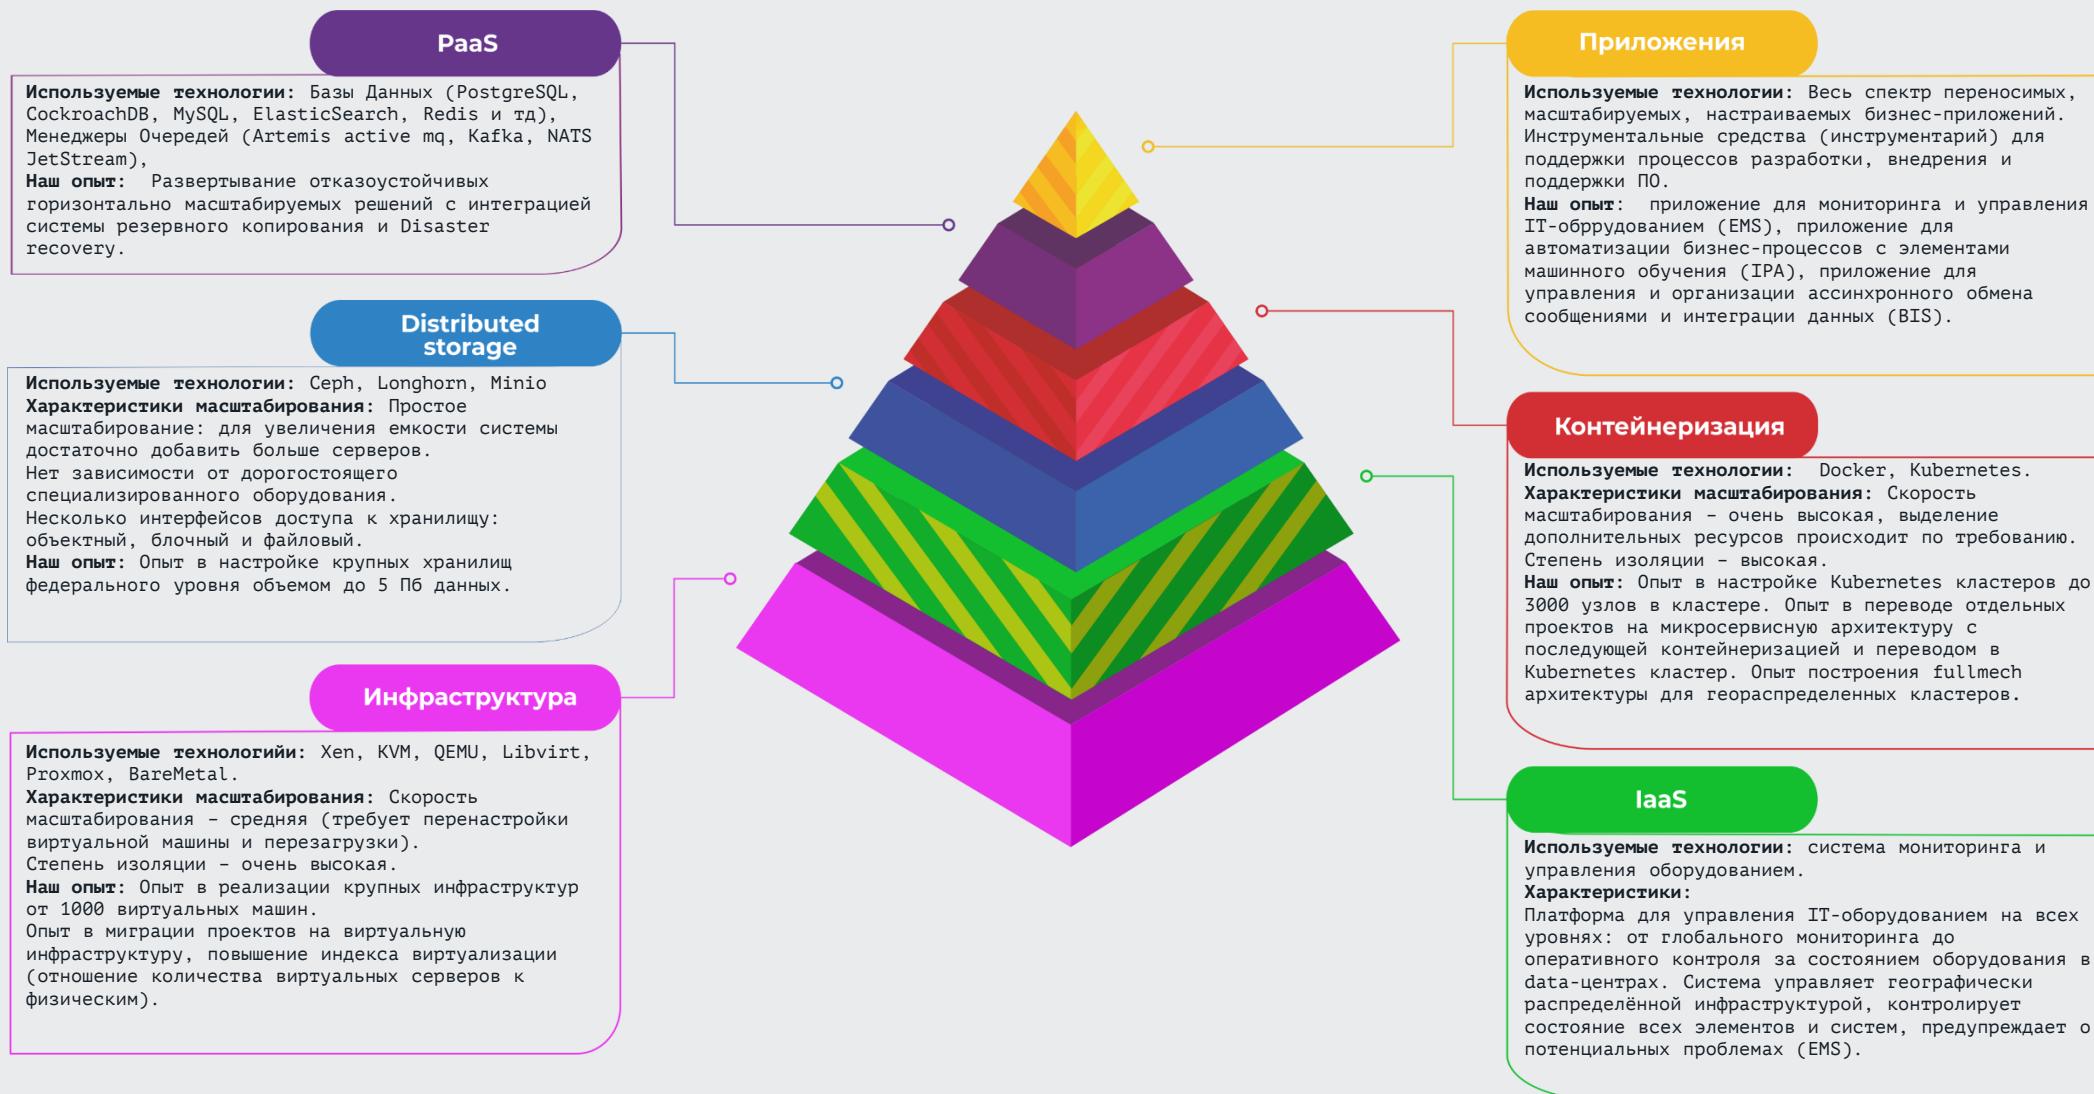 PaaS
Используемые технологии: Базы Данных (PostgreSQL,
CockroachDB, MySQL, ElasticSearch, Redis и тд),
Менеджеры Очередей (Artemis active mq, Kafka, NATS
JetStream),
Наш опыт:  Развертывание отказоустойчивых
горизонтально масштабируемых решений с интеграцией
системы резервного копирования и Disaster
recovery.
Distributed
storage
Используемые технологии: Ceph, Longhorn, Minio
Характеристики масштабирования: Простое
масштабирование: для увеличения емкости системы
достаточно добавить больше серверов.
Нет зависимости от дорогостоящего
специализированного оборудования.
Несколько интерфейсов доступа к хранилищу:
объектный, блочный и файловый.
Наш опыт: Опыт в настройке крупных хранилищ
федерального уровня объемом до 5 Пб данных.
Инфраструктура
Используемые технологийи: Xen, KVM, QEMU, Libvirt,
Proxmox, BareMetal.
Характеристики масштабирования: Скорость
масштабирования – средняя (требует перенастройки
виртуальной машины и перезагрузки).
Степень изоляции – очень высокая.
Наш опыт: Опыт в реализации крупных инфраструктур
от 1000 виртуальных машин.
Опыт в миграции проектов на виртуальную
инфраструктуру, повышение индекса виртуализации
(отношение количества виртуальных серверов к
физическим).
Приложения
Используемые технологии: Весь спектр переносимых,
масштабируемых, настраиваемых бизнес-приложений.
Инструментальные средства (инструментарий) для
поддержки процессов разработки, внедрения и
поддержки ПО.
Наш опыт:  приложение для мониторинга и управления
IT-обррудованием (EMS), приложение для
автоматизации бизнес-процессов с элементами
машинного обучения (IPA), приложение для
управления и организации ассинхронного обмена
сообщениями и интеграции данных (BIS).
Контейнеризация
Используемые технологии:  Docker, Kubernetes.
Характеристики масштабирования: Скорость
масштабирования – очень высокая, выделение
дополнительных ресурсов происходит по требованию.
Степень изоляции – высокая.
Наш опыт: Опыт в настройке Kubernetes кластеров до
3000 узлов в кластере. Опыт в переводе отдельных
проектов на микросервисную архитектуру с
последующей контейнеризацией и переводом в
Kubernetes кластер. Опыт построения fullmech
архитектуры для геораспределенных кластеров.
IaaS
Используемые технологии: система мониторинга и
управления оборудованием.
Характеристики:
Платформа для управления IT-оборудованием на всех
уровнях: от глобального мониторинга до
оперативного контроля за состоянием оборудования в
data-центрах. Система управляет географически
распределённой инфраструктурой, контролирует
состояние всех элементов и систем, предупреждает о
потенциальных проблемах (EMS).